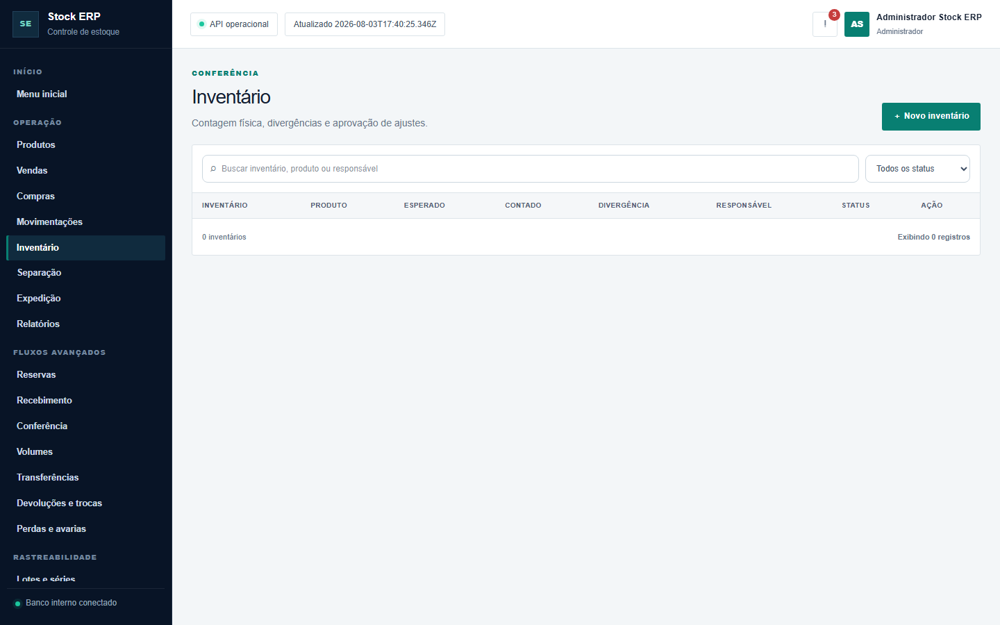 SE
Stock ERP
Controle de estoque
INÍCIO
Menu inicial
OPERAÇÃO
Produtos
Vendas
Compras
Movimentações
Inventário
Separação
Expedição
Relatórios
FLUXOS AVANÇADOS
Reservas
Recebimento
Conferência
Volumes
Transferências
Devoluções e trocas
Perdas e avarias
RASTREABILIDADE
Lotes e séries
Banco interno conectado
API operacional
Atualizado 2026-08-03T17:40:25.346Z
!
3
AS
Administrador Stock ERP
Administrador
CONFERÊNCIA
Inventário
Contagem física, divergências e aprovação de ajustes.
+ Novo inventário
Buscar inventário, produto ou responsável
Todos os status
INVENTÁRIO PRODUTO ESPERADO CONTADO DIVERGÊNCIA RESPONSÁVEL STATUS AÇÃO
0 inventários
Exibindo 0 registros